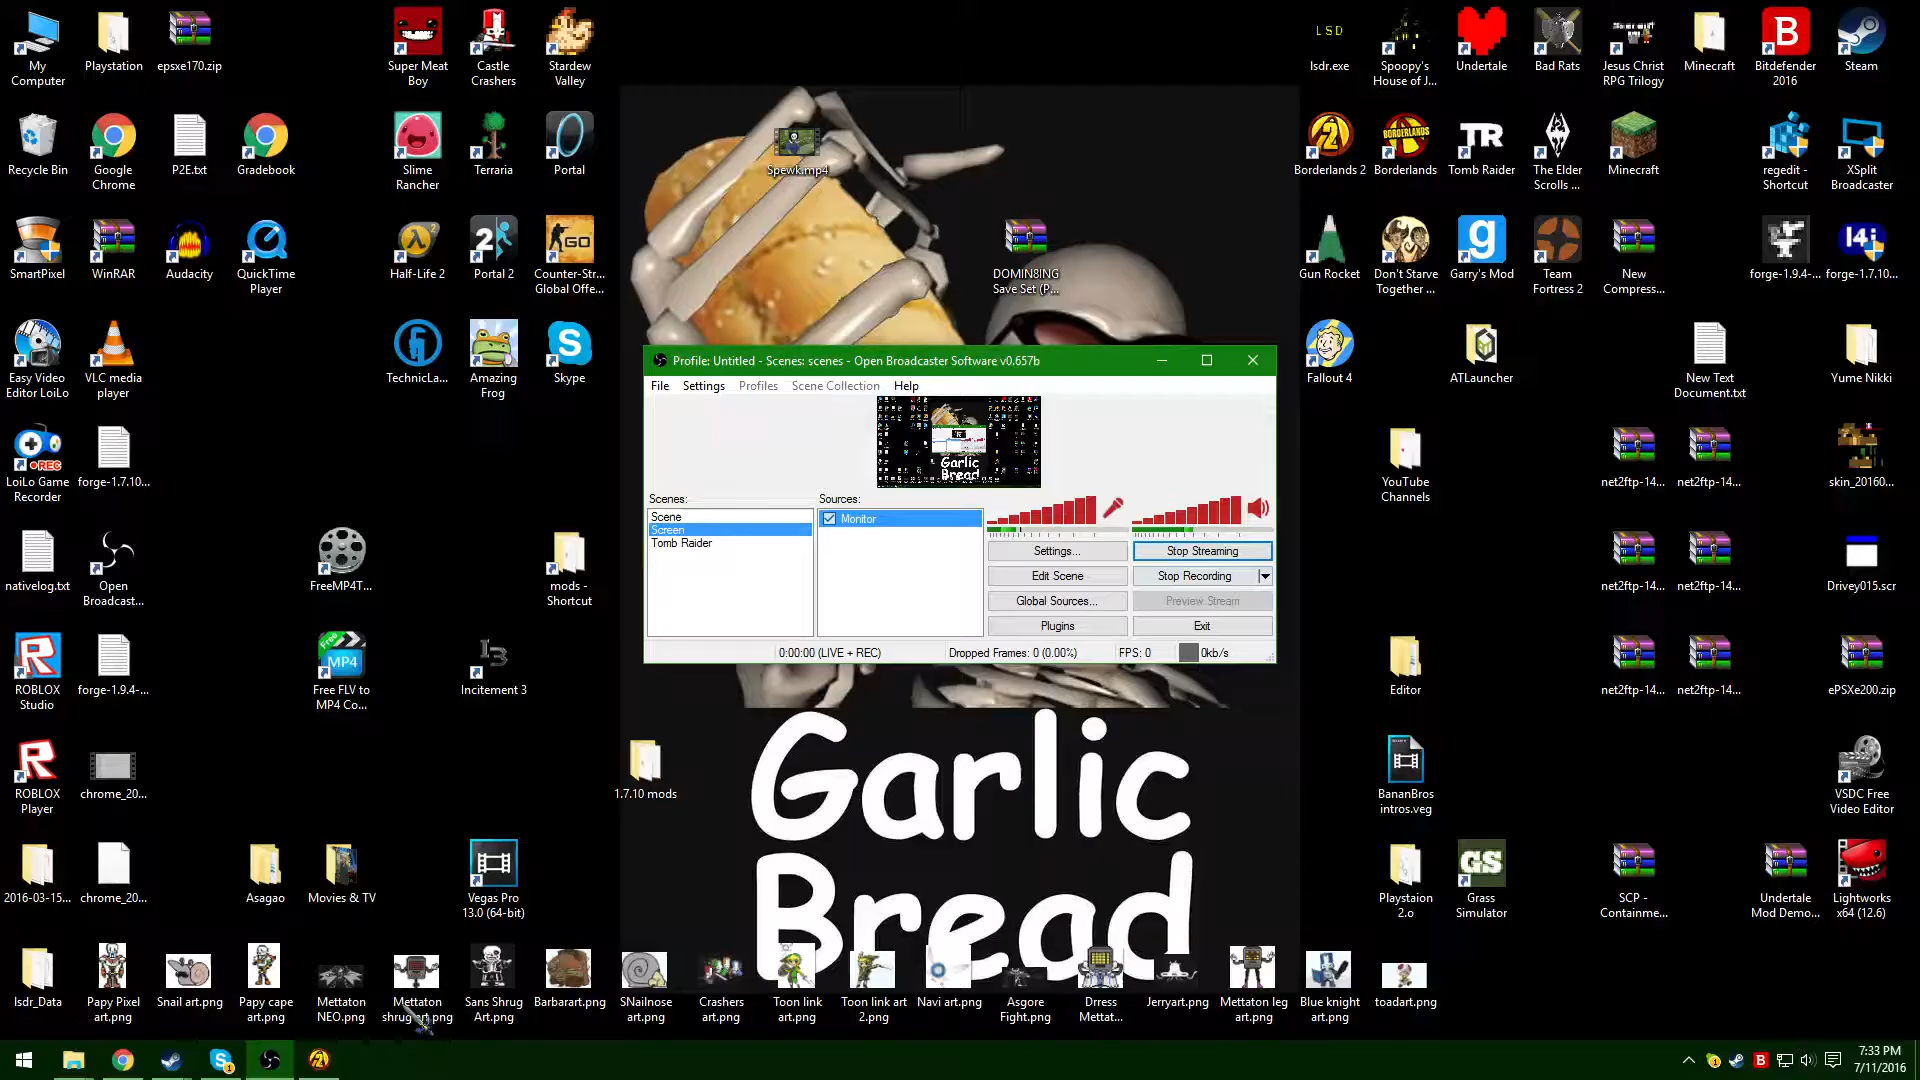 My
Computer
Playstation
epsxe170.zip
Super Meat
Boy
Castle
Crashers
Stardew
Valley
LSD
lsdr.exe
Spoopy's
House of J...
Undertale
Bad Rats
Jesus Christ
RPG Trilogy
Minecraft
Bitdefender
2016
Steam
Recycle Bin
Google
Chrome
P2E.txt
Gradebook
Slime
Rancher
Terraria
Portal
Spewk.mp4
Borderlands 2
Borderlands
Tomb Raider
The Elder
Scrolls ...
Minecraft
regedit -
Shortcut
XSplit
Broadcaster
SmartPixel
WinRAR
Audacity
QuickTime
Player
Half-Life 2
Portal 2
Counter-Str...
Global Offe...
DOMIN8ING
Save Set (P...
Gun Rocket
Don't Starve
Together ...
Garry's Mod
Team
Fortress 2
New
Compress...
forge-1.9.4-...
forge-1.7.10...
Easy Video
Editor LoiLo
VLC media
player
TechnicLa...
Amazing
Frog
Skype
Fallout 4
ATLauncher
New Text
Document.txt
Yume Nikki
Profile: Untitled - Scenes: scenes - Open Broadcaster Software v0.657b
File Settings Profiles Scene Collection Help
Garlic
Bread
Scenes:
Sources:
Scene
Screen
Tomb Raider
Monitor
Settings...
Stop Streaming
Edit Scene
Stop Recording
Global Sources...
Preview Stream
Plugins
Exit
0:00:00 (LIVE + REC)
Dropped Frames: 0 (0.00%)
FPS: 0
0kb/s
LoiLo Game
Recorder
forge-1.7.10...
YouTube
Channels
net2ftp-14...
net2ftp-14...
skin_20160...
nativelog.txt
Open
Broadcast...
FreeMP4T...
mods -
Shortcut
net2ftp-14...
net2ftp-14...
Drivey015.scr
ROBLOX
Studio
forge-1.9.4-...
Free FLV to
MP4 Co...
Incitement 3
Editor
net2ftp-14...
net2ftp-14...
ePSXe200.zip
ROBLOX
Player
chrome_20...
1.7.10 mods
Garlic
Bread
BananBros
intros.veg
VSDC Free
Video Editor
2016-03-15...
chrome_20...
Asagao
Movies & TV
Vegas Pro
13.0 (64-bit)
Playstaion
2.o
Grass
Simulator
SCP -
Containme...
Undertale
Mod Demo...
Lightworks
x64 (12.6)
lsdr_Data
Papy Pixel
art.png
Snail art.png
Papy cape
art.png
Mettaton
NEO.png
Mettaton
shrug art.png
Sans Shrug
Art.png
Barbarart.png
SNailnose
art.png
Crashers
art.png
Toon link
art.png
Toon link art
2.png
Navi art.png
Asgore
Fight.png
Drress
Mettat...
Jerryart.png
Mettaton leg
art.png
Blue knight
art.png
toadart.png
7:33 PM
7/11/2016